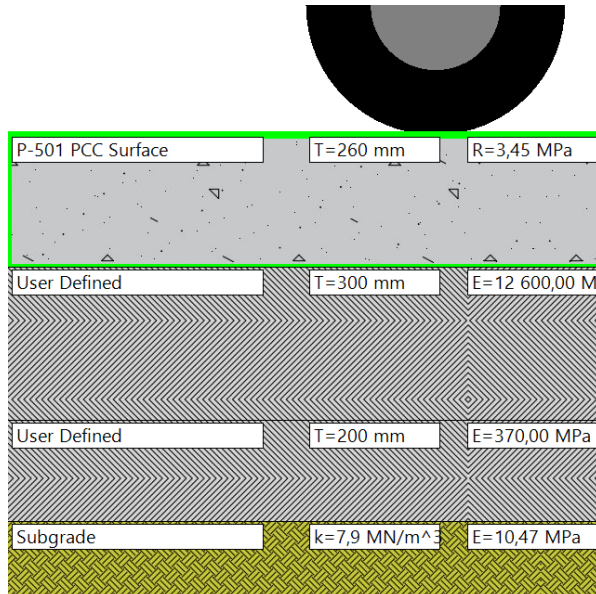 P-501 PCC Surface T=260 mm R=3,45 MPa
User Defined T=300 mm E=12 600,00 M
User Defined T=200 mm E=370,00 MPa
Subgrade k=7,9 MN/m^3 E=10,47 MPa